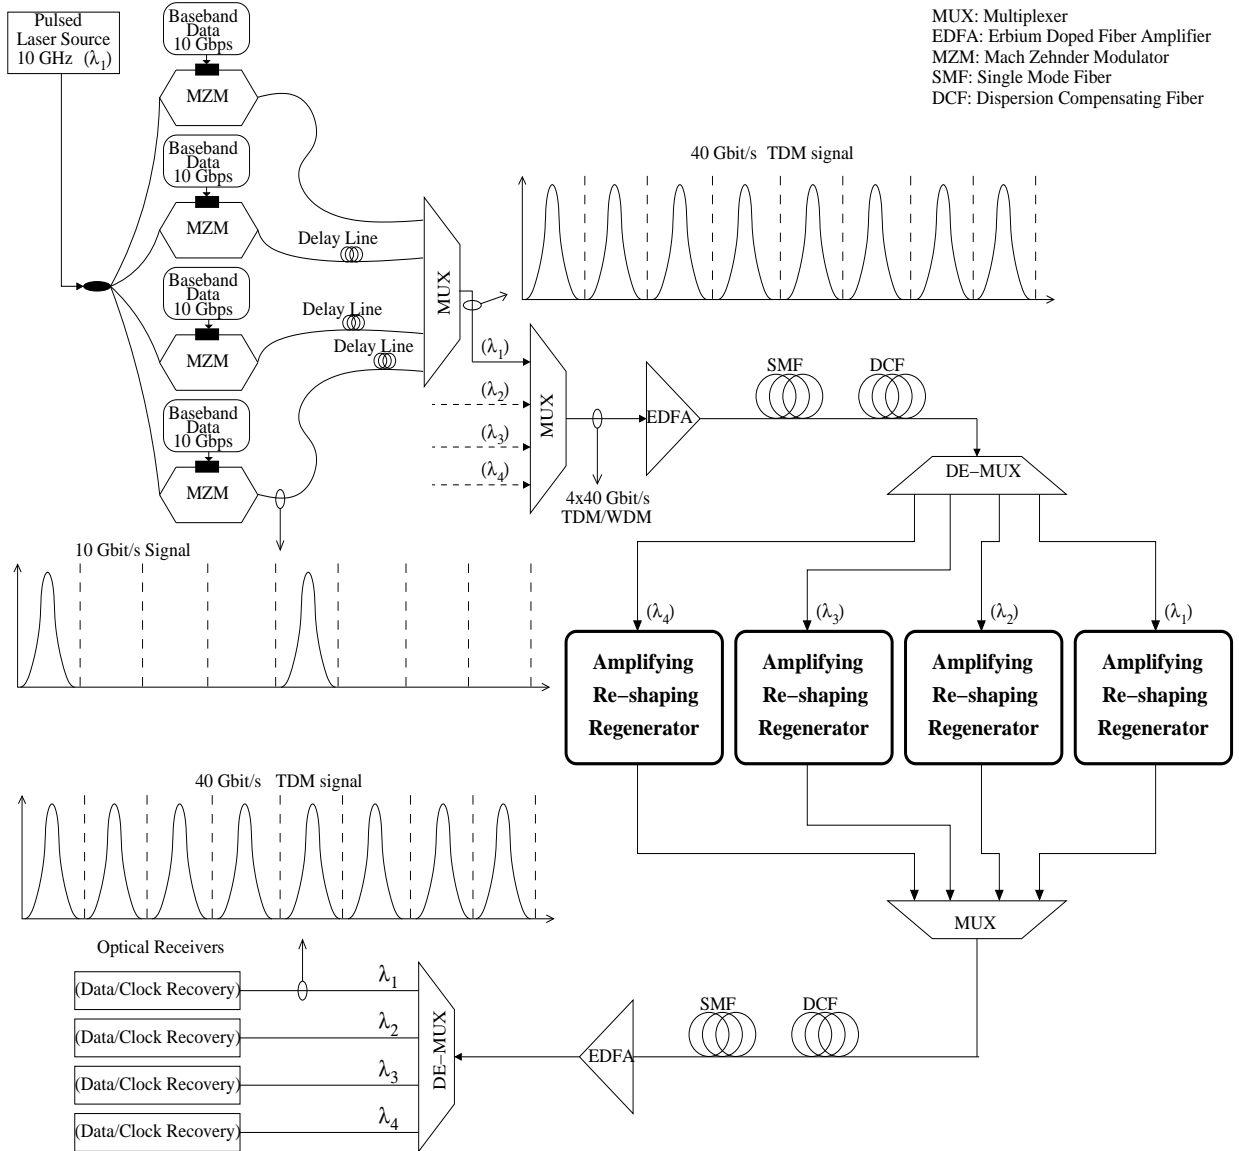 Pulsed
Laser Source
10 GHz (λ1)
Baseband
Data
10 Gbps
MZM
Baseband
Data
10 Gbps
MZM
Baseband
Data
10 Gbps
MZM
Baseband
Data
10 Gbps
MZM
Delay Line
Delay Line
Delay Line
MUX
MUX: Multiplexer
EDFA: Erbium Doped Fiber Amplifier
MZM: Mach Zehnder Modulator
SMF: Single Mode Fiber
DCF: Dispersion Compensating Fiber
40 Gbit/s TDM signal
(λ1)
(λ2)
(λ3)
(λ4)
MUX
4x40 Gbit/s
TDM/WDM
EDFA
SMF
DCF
DE−MUX
10 Gbit/s Signal
(λ4)
(λ3)
(λ2)
(λ1)
Amplifying
Re−shaping
Regenerator
Amplifying
Re−shaping
Regenerator
Amplifying
Re−shaping
Regenerator
Amplifying
Re−shaping
Regenerator
MUX
40 Gbit/s TDM signal
Optical Receivers
(Data/Clock Recovery)
(Data/Clock Recovery)
(Data/Clock Recovery)
(Data/Clock Recovery)
λ1
λ2
λ3
λ4
DE−MUX
EDFA
SMF
DCF